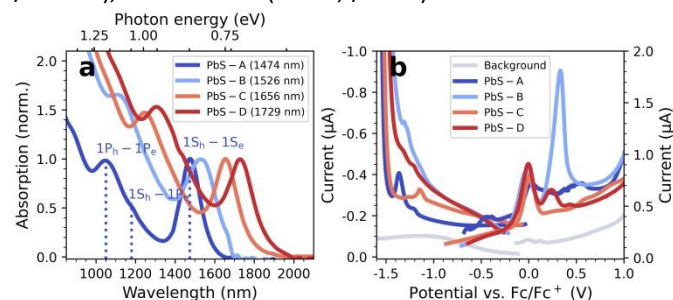 Photon energy (eV)
1.25 1.00 0.75
a
PbS – A (1474 nm)
PbS – B (1526 nm)
PbS – C (1656 nm)
PbS – D (1729 nm)
1Pₕ – 1Pₑ
1Sₕ – 1Sₑ
1Sₕ – 1P
Absorption (norm.)
2.0
1.5
1.0
0.5
0.0
1000 1200 1400 1600 1800 2000
Wavelength (nm)
b
Background
PbS – A
PbS – B
PbS – C
PbS – D
Current (μA)
-1.0
-0.8
-0.6
-0.4
-0.2
0.0
2.0
1.5
1.0
0.5
0.0
Current (μA)
-1.5 -1.0 -0.5 0.0 0.5 1.0
Potential vs. Fc/Fc⁺ (V)